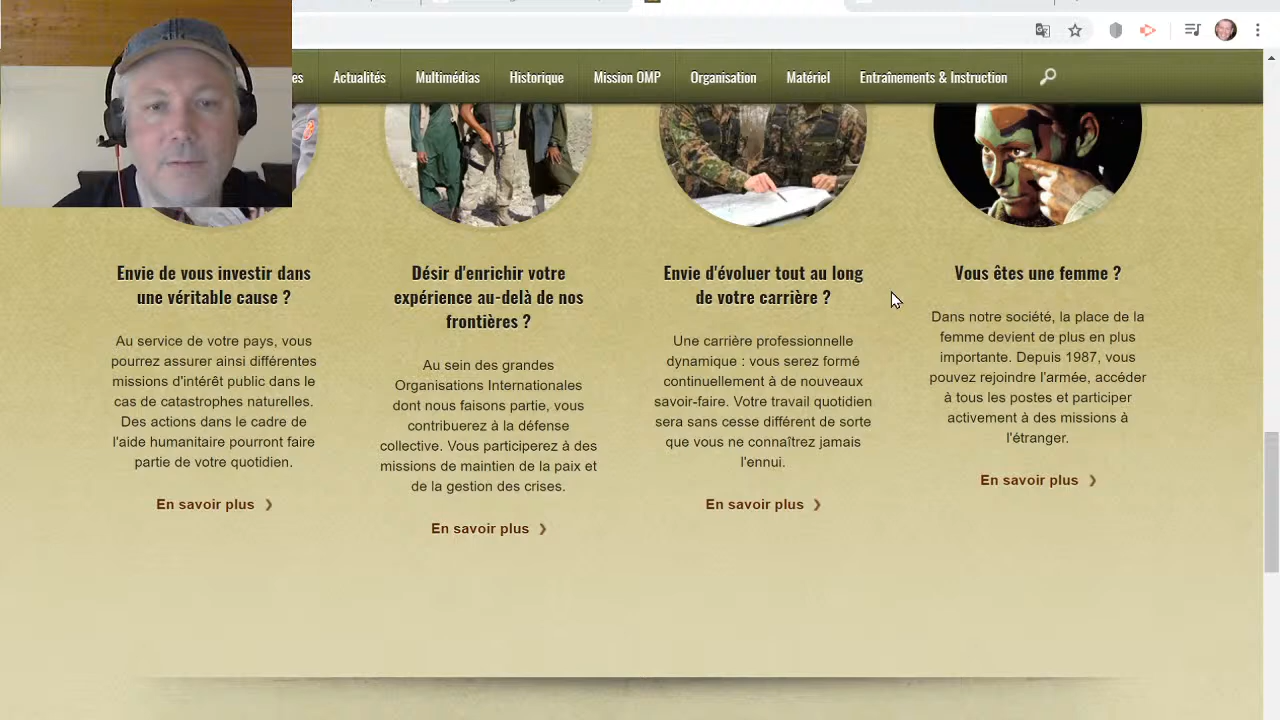 es Actualités Multimédias Historique Mission OMP Organisation Matériel Entraînements & Instruction
Envie de vous investir dans
une véritable cause ?
Au service de votre pays, vous
pourrez assurer ainsi différentes
missions d'intérêt public dans le
cas de catastrophes naturelles.
Des actions dans le cadre de
l'aide humanitaire pourront faire
partie de votre quotidien.
En savoir plus ❯
Désir d'enrichir votre
expérience au-delà de nos
frontières ?
Au sein des grandes
Organisations Internationales
dont nous faisons partie, vous
contribuerez à la défense
collective. Vous participerez à des
missions de maintien de la paix et
de la gestion des crises.
En savoir plus ❯
Envie d'évoluer tout au long
de votre carrière ?
Une carrière professionnelle
dynamique : vous serez formé
continuellement à de nouveaux
savoir-faire. Votre travail quotidien
sera sans cesse différent de sorte
que vous ne connaîtrez jamais
l'ennui.
En savoir plus ❯
Vous êtes une femme ?
Dans notre société, la place de la
femme devient de plus en plus
importante. Depuis 1987, vous
pouvez rejoindre l'armée, accéder
à tous les postes et participer
activement à des missions à
l'étranger.
En savoir plus ❯